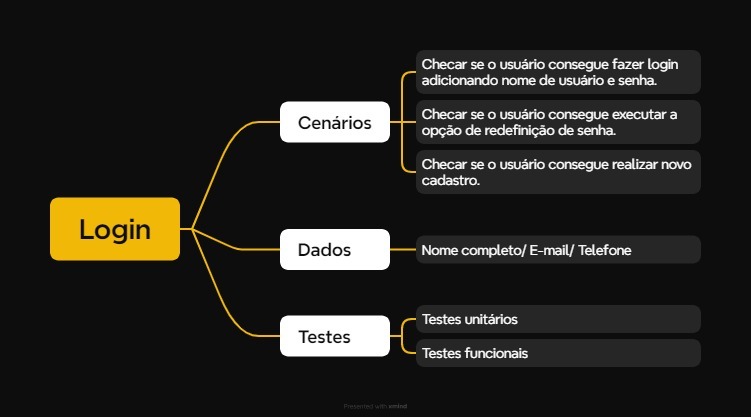 Login
Cenários
Checar se o usuário consegue fazer login
adicionando nome de usuário e senha.
Checar se o usuário consegue executar a
opção de redefinição de senha.
Checar se o usuário consegue realizar novo
cadastro.
Dados
Nome completo/ E-mail/ Telefone
Testes
Testes unitários
Testes funcionais
Presented with xmind